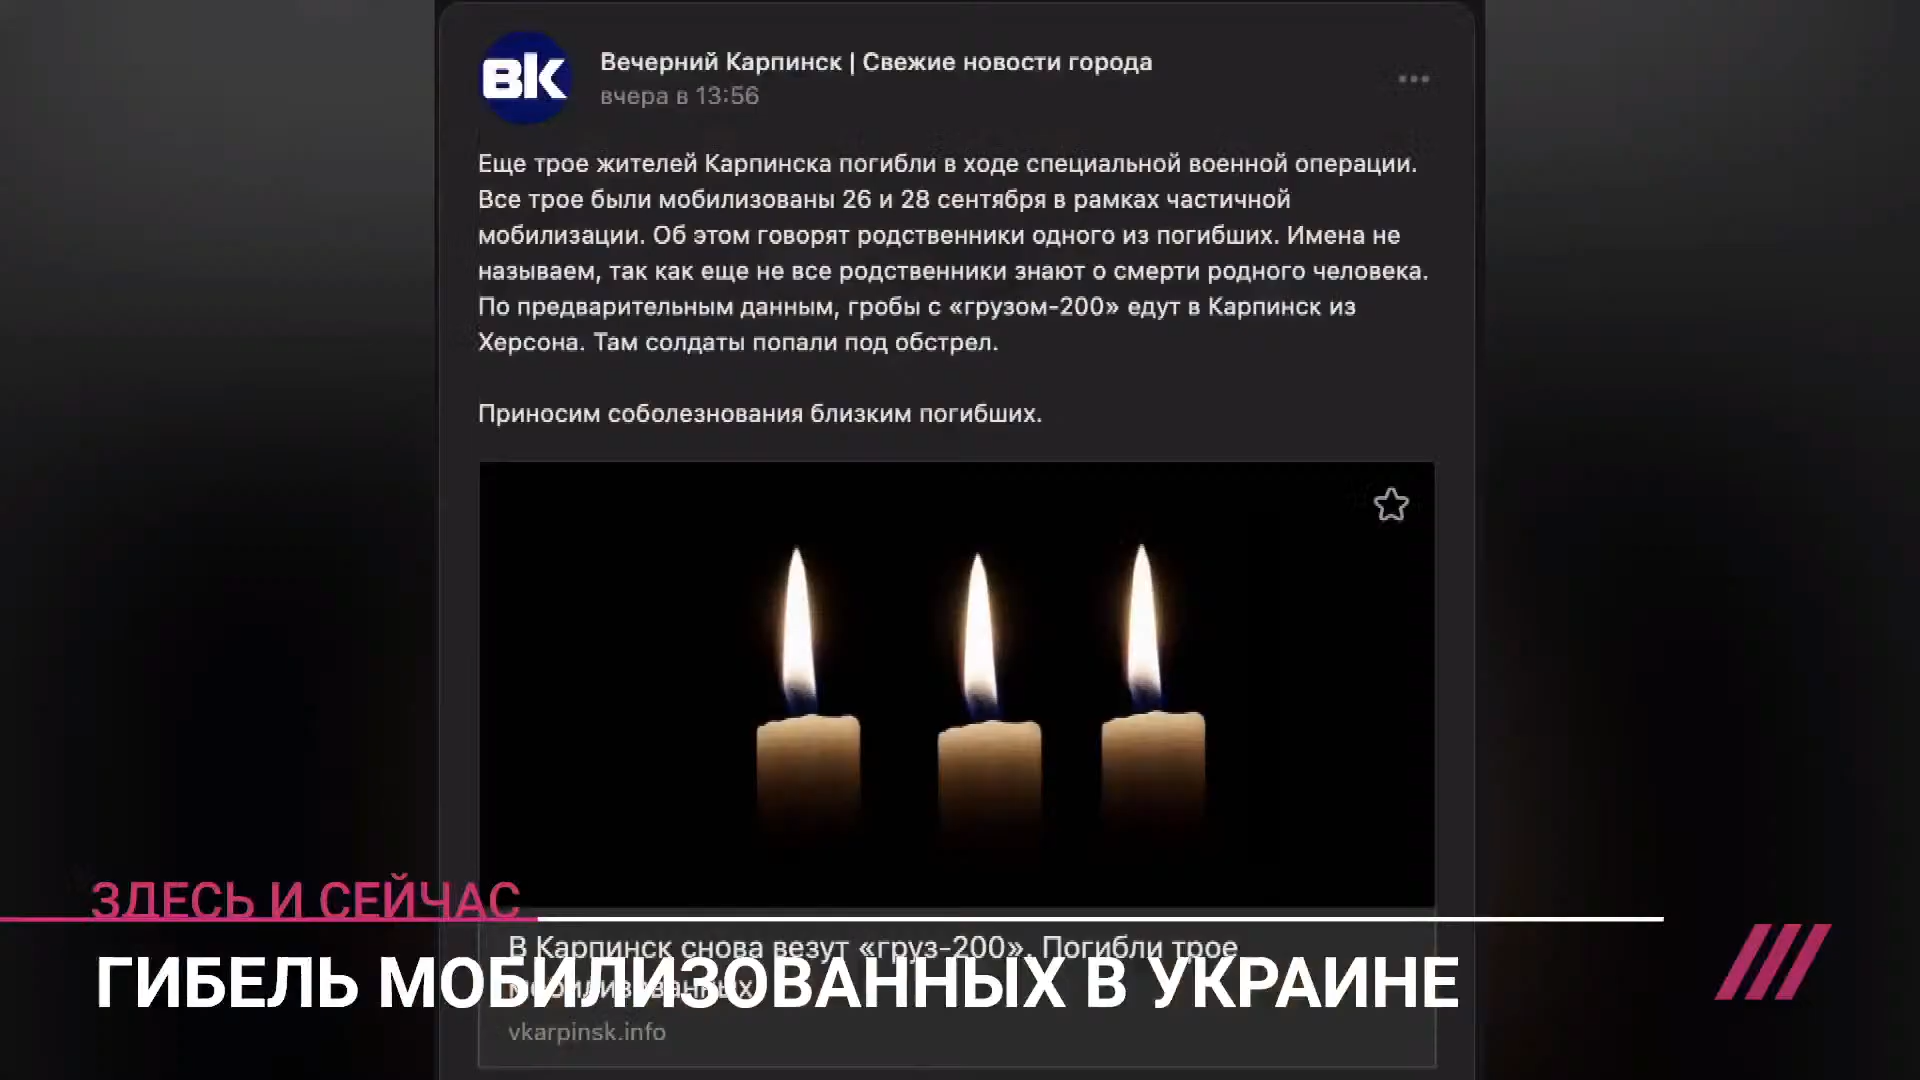 вк
Вечерний Карпинск | Свежие новости города
вчера в 13:56
Еще трое жителей Карпинска погибли в ходе специальной военной операции.
Все трое были мобилизованы 26 и 28 сентября в рамках частичной
мобилизации. Об этом говорят родственники одного из погибших. Имена не
называем, так как еще не все родственники знают о смерти родного человека.
По предварительным данным, гробы с «грузом-200» едут в Карпинск из
Херсона. Там солдаты попали под обстрел.
Приносим соболезнования близким погибших.
ЗДЕСЬ И СЕЙЧАС
В Карпинск снова везут «груз-200». Погибли трое
мобилизованных
ГИБЕЛЬ МОБИЛИЗОВАННЫХ В УКРАИНЕ
vkarpinsk.info